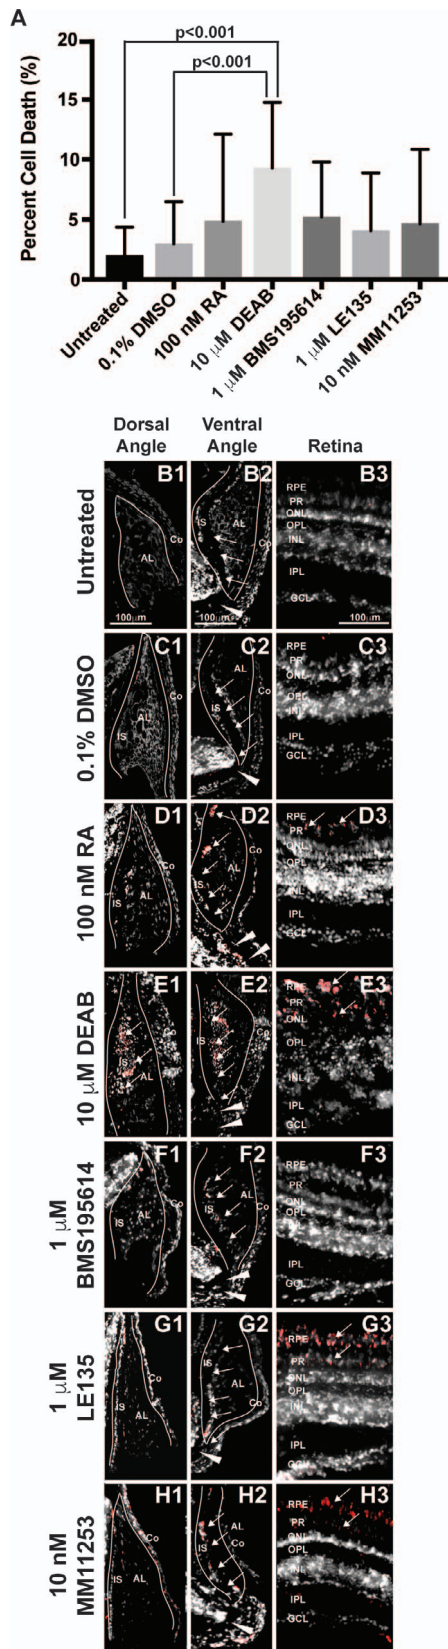 A
p<0.001
p<0.001
Percent Cell Death (%)
20
15
10
5
0
Untreated
0.1% DMSO
100 nM RA
10 μM DEAB
1 μM BMS195614
1 μM LE135
10 nM MM11253
Dorsal Angle
Ventral Angle
Retina
Untreated
B1
AL
Co
100μm
B2
IS
AL
Co
100μm
B3
RPE
PR
ONL
OPL
INL
IPL
GCL
100μm
0.1% DMSO
C1
AL
IS
Co
C2
AL
IS
Co
C3
RPE
PR
ONL
OPL
INL
IPL
GCL
100 nM RA
D1
Co
IS
AL
D2
Co
IS
AL
D3
RPE
PR
ONL
OPL
INL
IPL
GCL
10 μM DEAB
E1
Co
IS
AL
E2
Co
IS
AL
E3
RPE
PR
ONL
OPL
INL
IPL
GCL
1 μM BMS195614
F1
Co
IS
AL
F2
Co
IS
AL
F3
RPE
PR
ONL
OPL
INL
IPL
GCL
1 μM LE135
G1
Co
IS
AL
G2
IS
AL
Co
G3
RPE
PR
ONL
OPL
INL
IPL
GCL
10 nM MM11253
H1
Co
IS
AL
H2
AL
Co
IS
H3
RPE
PR
ONL
OPL
INL
IPL
GCL